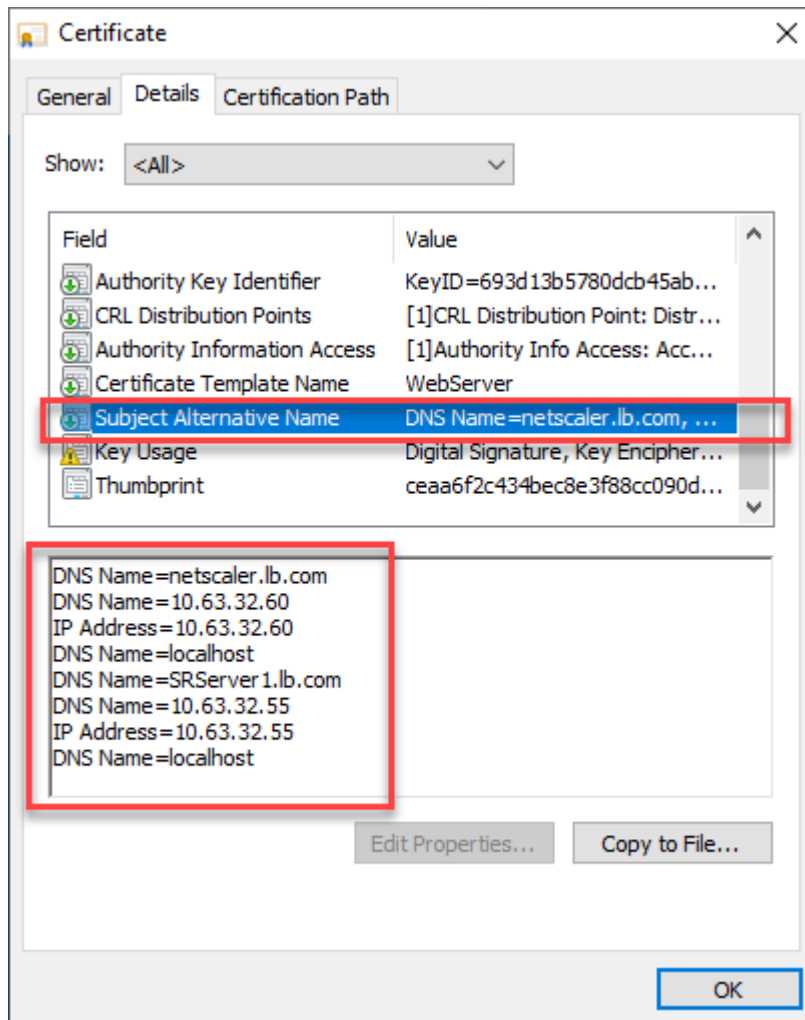 Certificate
General Details Certification Path
Show: <All>
Field Value
Authority Key Identifier KeyID=693d13b5780dcb45ab...
CRL Distribution Points [1]CRL Distribution Point: Distr...
Authority Information Access [1]Authority Info Access: Acc...
Certificate Template Name WebServer
Subject Alternative Name DNS Name=netscaler.lb.com, ...
Key Usage Digital Signature, Key Encipher...
Thumbprint ceaa6f2c434bec8e3f88cc090d...
DNS Name=netscaler.lb.com
DNS Name=10.63.32.60
IP Address=10.63.32.60
DNS Name=localhost
DNS Name=SRServer1.lb.com
DNS Name=10.63.32.55
IP Address=10.63.32.55
DNS Name=localhost
Edit Properties... Copy to File...
OK